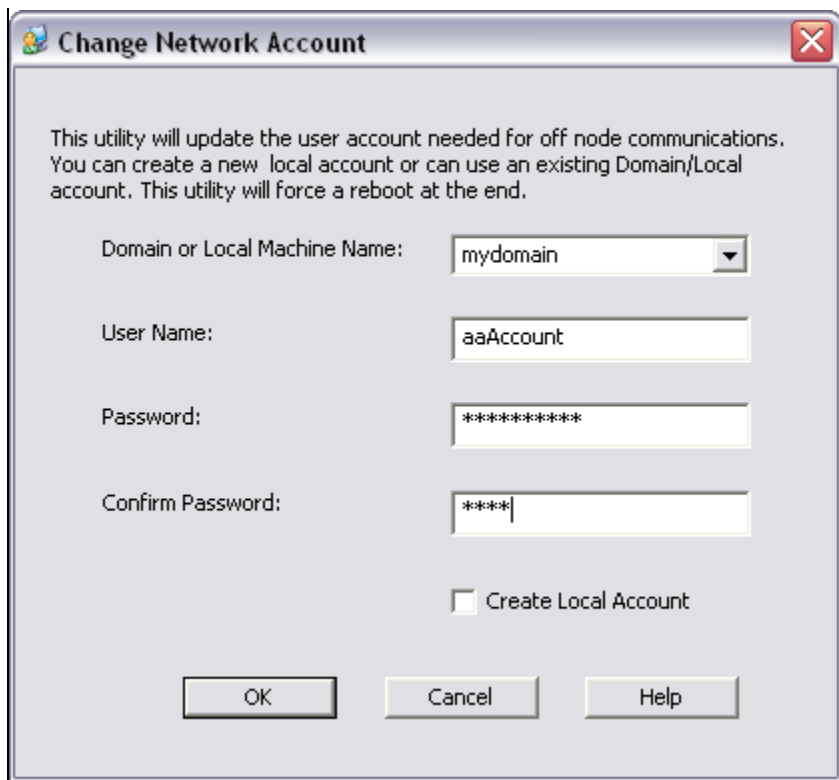 Change Network Account
This utility will update the user account needed for off node communications.
You can create a new local account or can use an existing Domain/Local
account. This utility will force a reboot at the end.
Domain or Local Machine Name:
mydomain
User Name:
aaAccount
Password:
**********
Confirm Password:
****
Create Local Account
OK Cancel Help